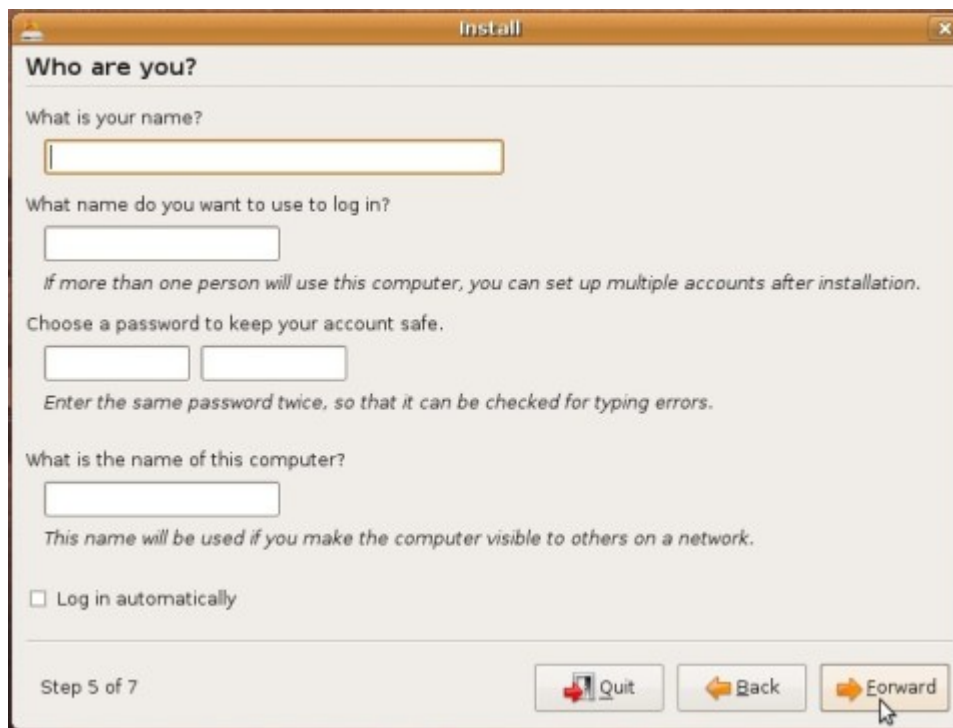 Install
Who are you?
What is your name?
What name do you want to use to log in?
If more than one person will use this computer, you can set up multiple accounts after installation.
Choose a password to keep your account safe.
Enter the same password twice, so that it can be checked for typing errors.
What is the name of this computer?
This name will be used if you make the computer visible to others on a network.
Log in automatically
Step 5 of 7
Quit
Back
Forward